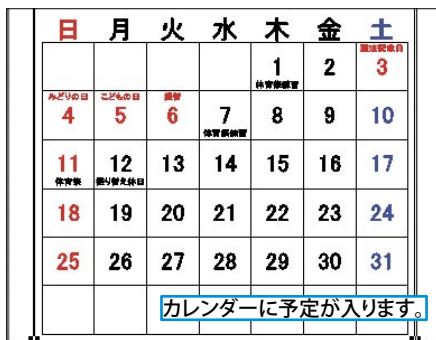 日 月 火 水 木 金 土
憲法記念日
1 2 3
体育祭練習
みどりの日 こどもの日 振替
4 5 6 7 8 9 10
体育祭練習
11 12 13 14 15 16 17
体育祭 振り替え休日
18 19 20 21 22 23 24
25 26 27 28 29 30 31
カレンダーに予定が入ります。